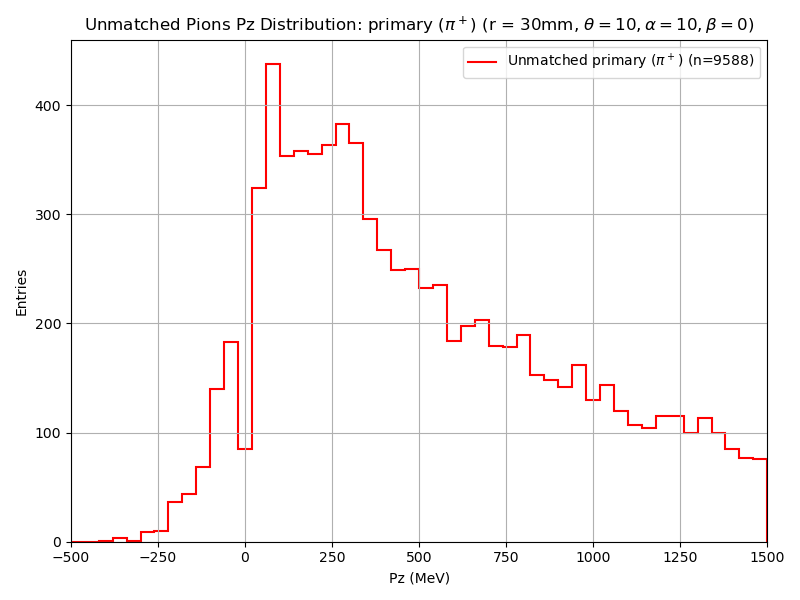 Unmatched Pions Pz Distribution: primary (π⁺) (r = 30mm, θ = 10, α = 10, β = 0)
Unmatched primary (π⁺) (n=9588)
Entries
400
300
200
100
0
−500 −250 0 250 500 750 1000 1250 1500
Pz (MeV)